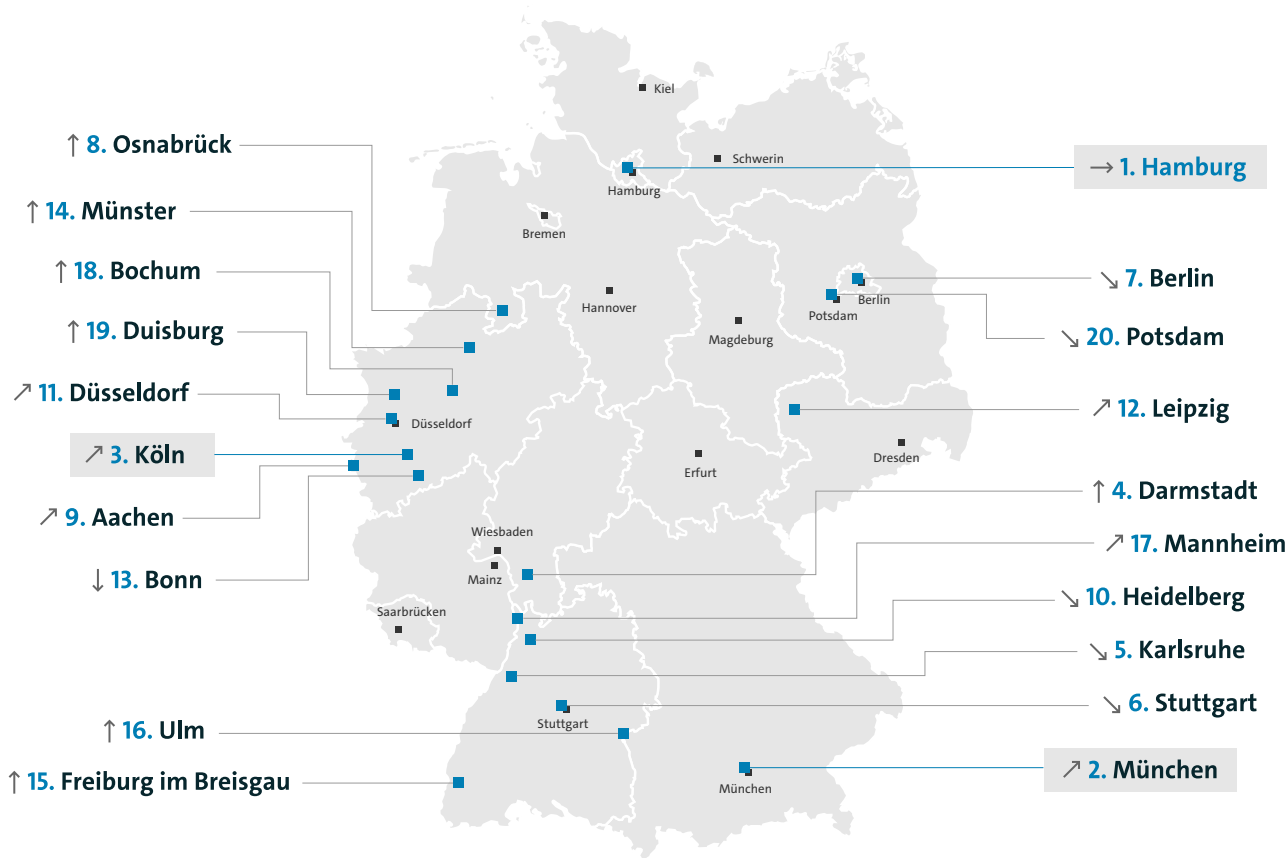 ↑ 8. Osnabrück
↑ 14. Münster
↑ 18. Bochum
↑ 19. Duisburg
↗ 11. Düsseldorf
↗ 3. Köln
↗ 9. Aachen
↓ 13. Bonn
↑ 16. Ulm
↑ 15. Freiburg im Breisgau
Kiel
Schwerin
Hamburg
Bremen
Hannover
Berlin
Potsdam
Magdeburg
Düsseldorf
Dresden
Erfurt
Wiesbaden
Mainz
Saarbrücken
Stuttgart
München
→ 1. Hamburg
↘ 7. Berlin
↘ 20. Potsdam
↗ 12. Leipzig
↑ 4. Darmstadt
↗ 17. Mannheim
↘ 10. Heidelberg
↘ 5. Karlsruhe
↘ 6. Stuttgart
↗ 2. München